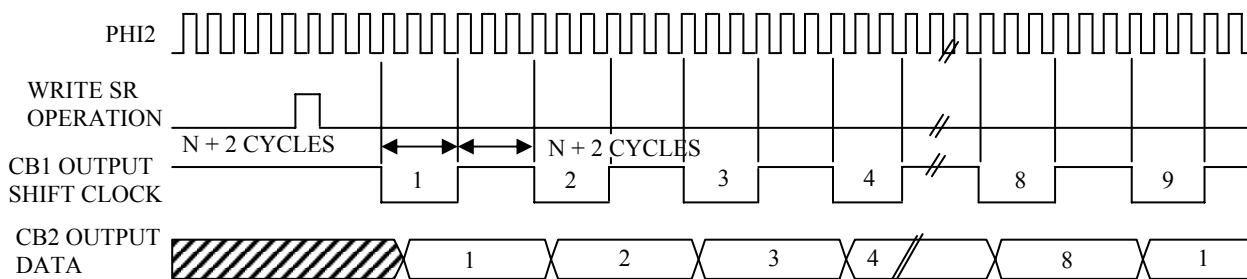 PHI2
WRITE SR
OPERATION
N + 2 CYCLES
N + 2 CYCLES
CB1 OUTPUT
SHIFT CLOCK
1
2
3
4
8
9
CB2 OUTPUT
DATA
1
2
3
4
8
1